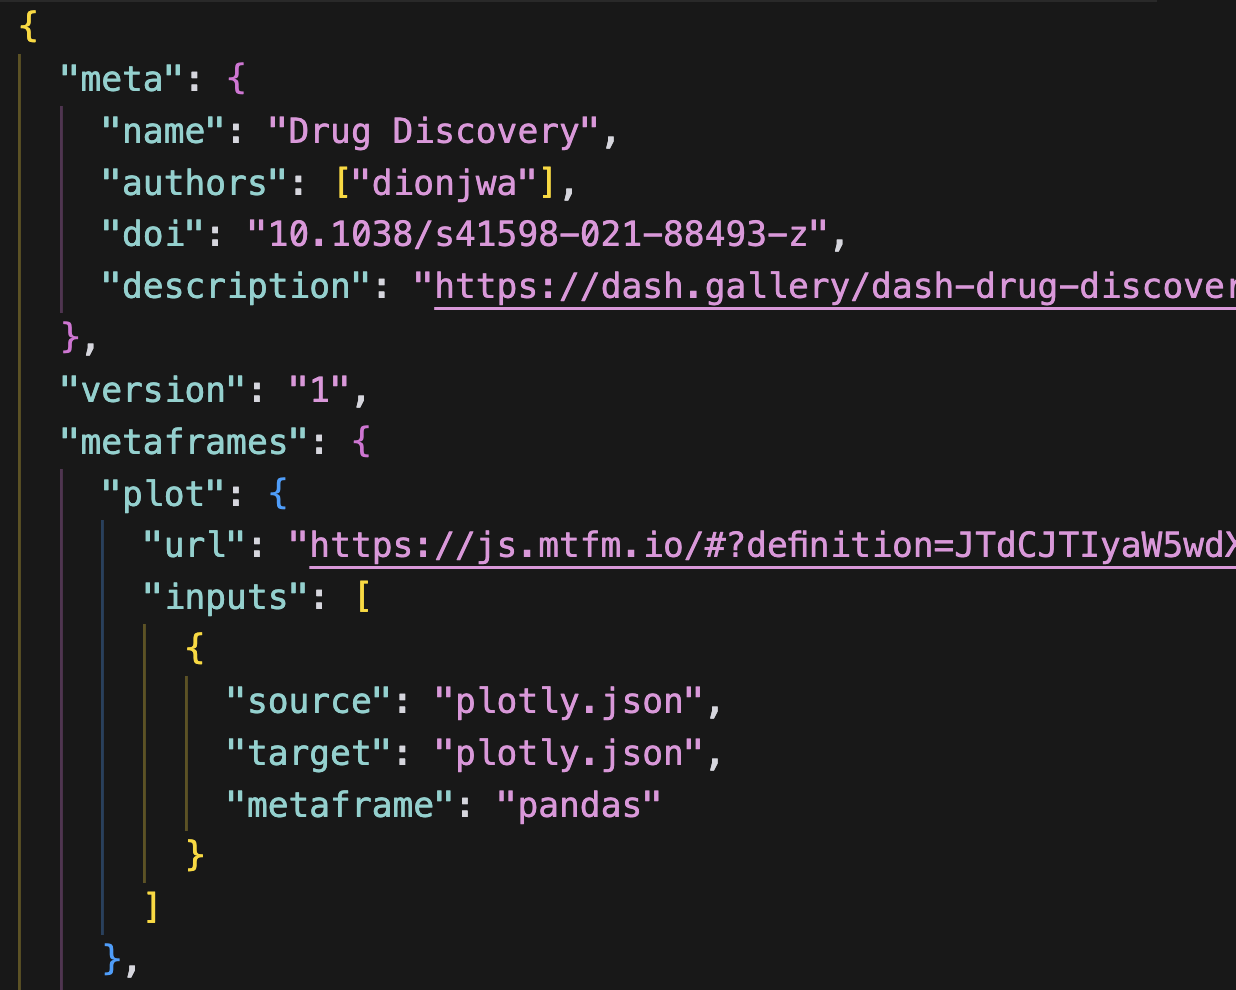 {
"meta": {
"name": "Drug Discovery",
"authors": ["dionjwa"],
"doi": "10.1038/s41598-021-88493-z",
"description": "https://dash.gallery/dash-drug-discover
},
"version": "1",
"metaframes": {
"plot": {
"url": "https://js.mtfm.io/#?definition=JTdCJTIyaW5wdX
"inputs": [
{
"source": "plotly.json",
"target": "plotly.json",
"metaframe": "pandas"
}
]
},